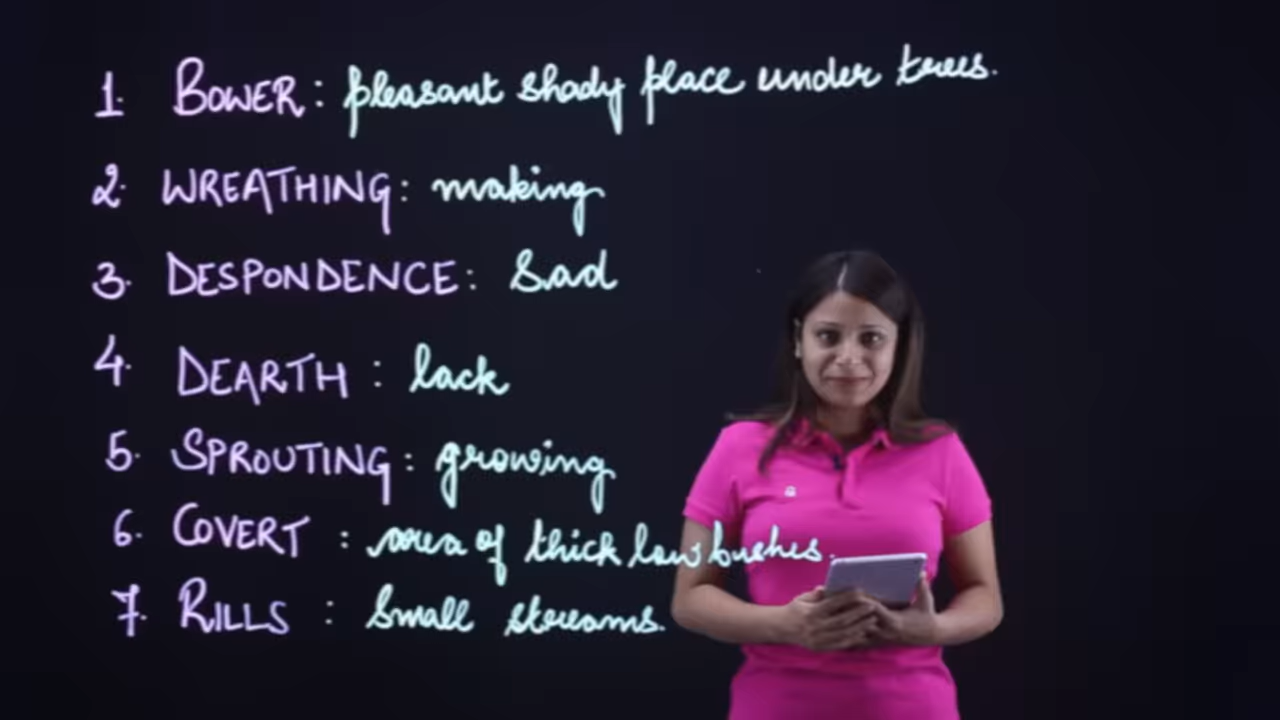 1. BOWER: pleasant shady place under trees.
2. WREATHING: making
3. DESPONDENCE: Sad
4. DEARTH: lack
5. SPROUTING: growing
6. COVERT: area of thick low bushes.
7. RILLS: Small streams.